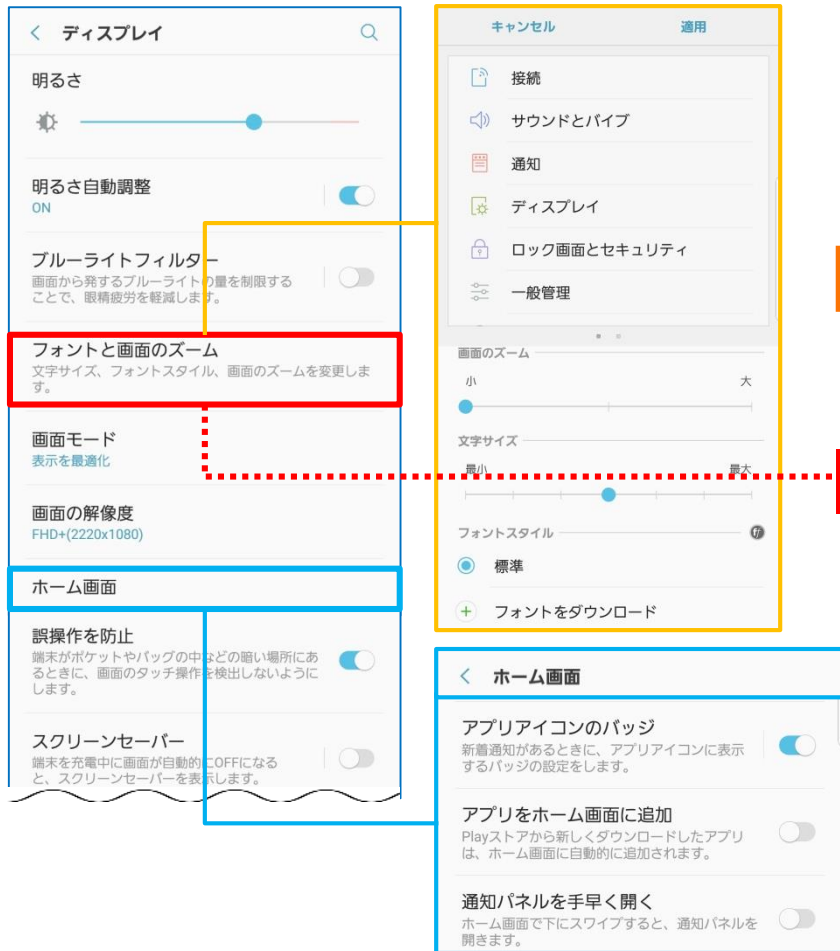 ディスプレイ
明るさ
明るさ自動調整
ON
ブルーライトフィルター
画面から発するブルーライトの量を制限する
ことで、眼精疲労を軽減します。
フォントと画面のズーム
文字サイズ、フォントスタイル、画面のズームを変更しま
す。
画面モード
表示を最適化
画面の解像度
FHD+(2220x1080)
ホーム画面
誤操作を防止
端末がポケットやバッグの中などの暗い場所にあ
るときに、画面のタッチ操作を検出しないように
します。
スクリーンセーバー
端末を充電中に画面が自動的にOFFになる
と、スクリーンセーバーを表示します。
キャンセル 適用
接続
サウンドとバイブ
通知
ディスプレイ
ロック画面とセキュリティ
一般管理
画面のズーム
小 大
文字サイズ
最小 最大
フォントスタイル
標準
フォントをダウンロード
ホーム画面
アプリアイコンのバッジ
新着通知があるときに、アプリアイコンに表示
するバッジの設定をします。
アプリをホーム画面に追加
Playストアから新しくダウンロードしたアプリ
は、ホーム画面に自動的に追加されます。
通知パネルを手早く開く
ホーム画面で下にスワイプすると、通知パネルを
開きます。